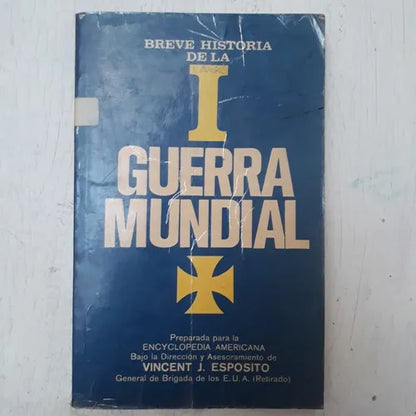 BREVE HISTORIA
DE LA
I
GUERRA
MUNDIAL
Preparada para la
ENCYCLOPEDIA AMERICANA
Bajo la Dirección y Asesoramiento de
VINCENT J. ESPOSITO
General de Brigada de los E.U.A. (Retirado)